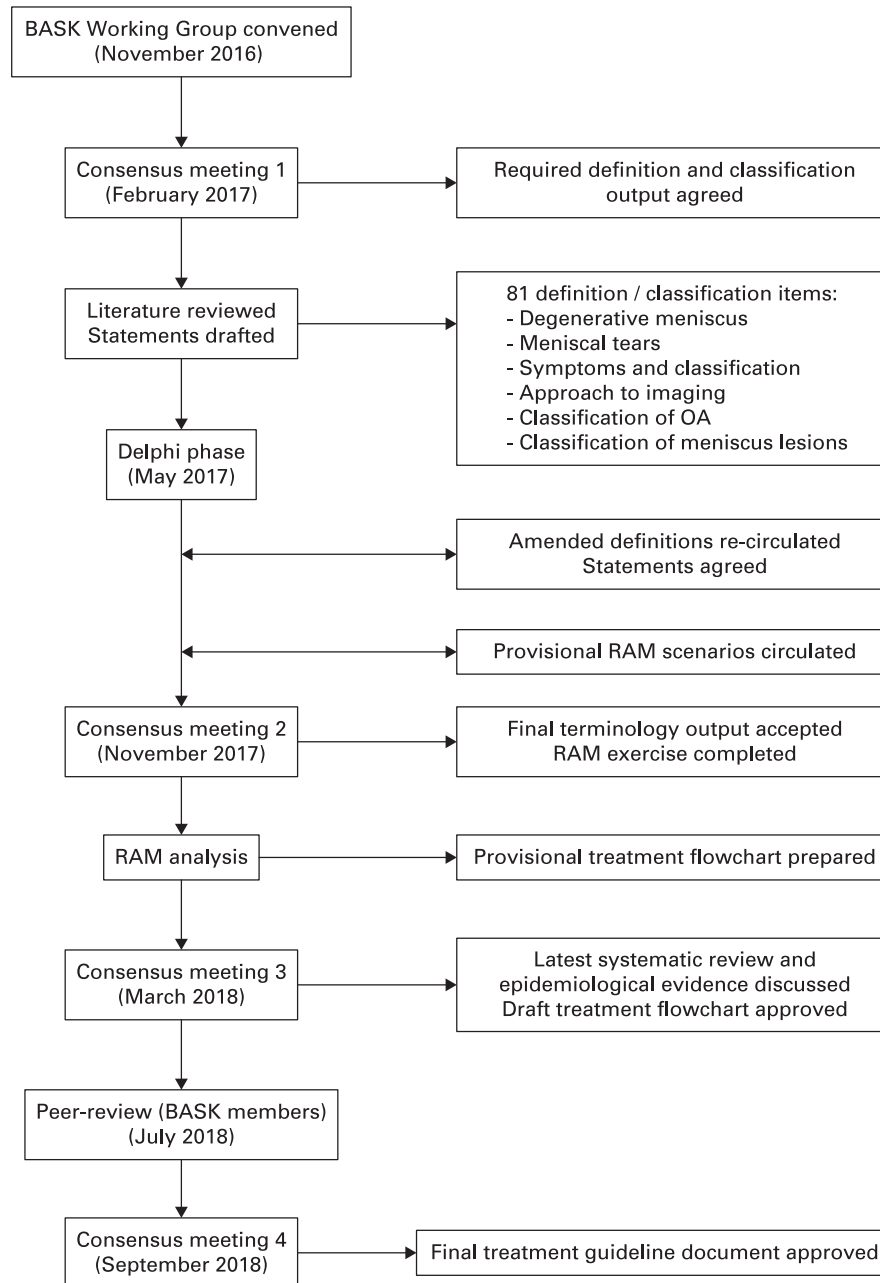 BASK Working Group convened
(November 2016)
Consensus meeting 1
(February 2017)
Required definition and classification
output agreed
Literature reviewed
Statements drafted
81 definition / classification items:
- Degenerative meniscus
- Meniscal tears
- Symptoms and classification
- Approach to imaging
- Classification of OA
- Classification of meniscus lesions
Delphi phase
(May 2017)
Amended definitions re-circulated
Statements agreed
Provisional RAM scenarios circulated
Consensus meeting 2
(November 2017)
Final terminology output accepted
RAM exercise completed
RAM analysis
Provisional treatment flowchart prepared
Consensus meeting 3
(March 2018)
Latest systematic review and
epidemiological evidence discussed
Draft treatment flowchart approved
Peer-review (BASK members)
(July 2018)
Consensus meeting 4
(September 2018)
Final treatment guideline document approved